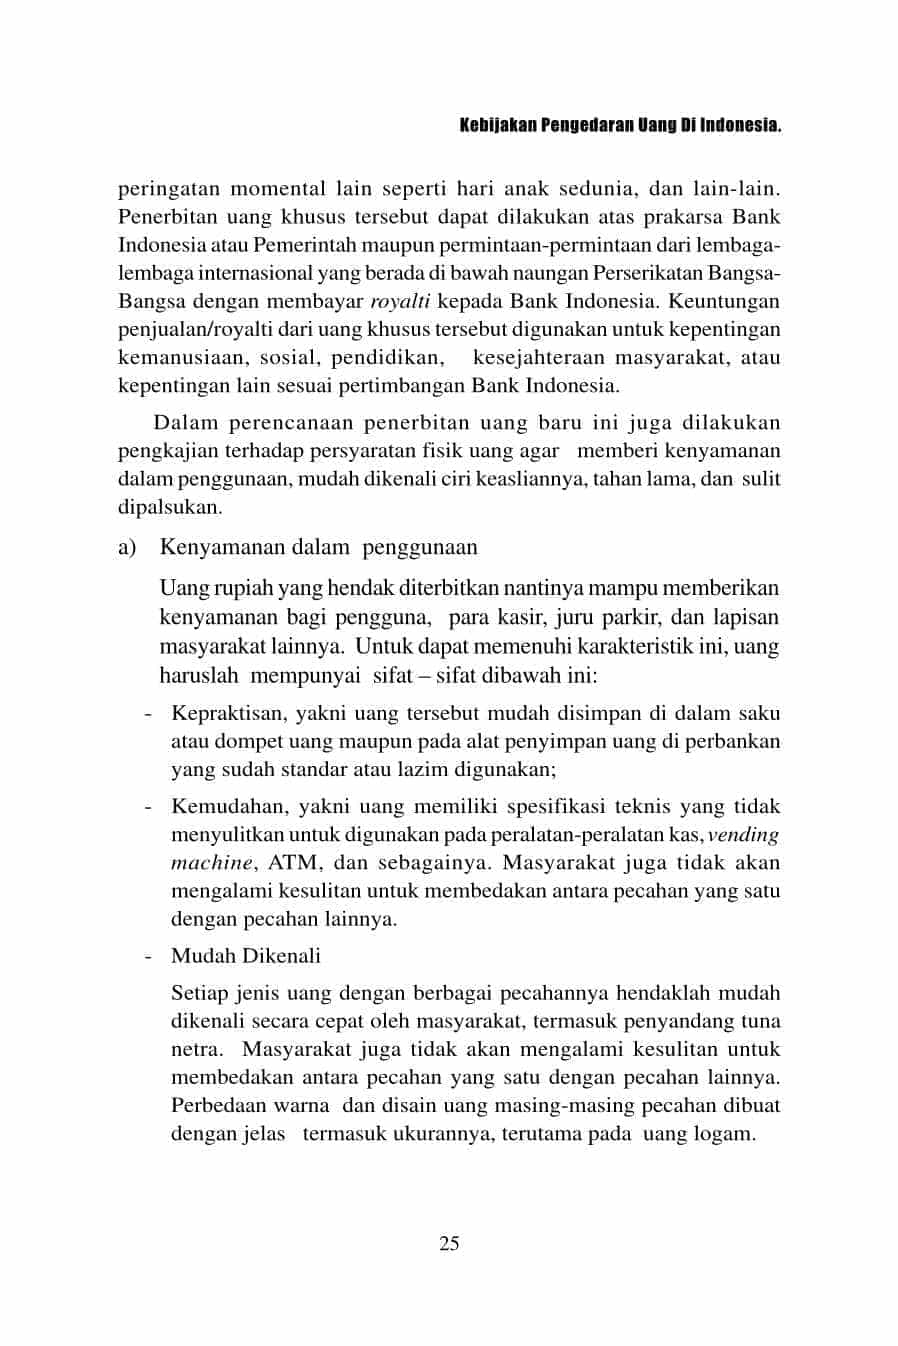 Kebijakan Pengedaran Uang Di Indonesia.
peringatan momental lain seperti hari anak sedunia, dan lain-lain.
Penerbitan uang khusus tersebut dapat dilakukan atas prakarsa Bank
Indonesia atau Pemerintah maupun permintaan-permintaan dari lembaga-
lembaga internasional yang berada di bawah naungan Perserikatan Bangsa-
Bangsa dengan membayar royalti kepada Bank Indonesia. Keuntungan
penjualan/royalti dari uang khusus tersebut digunakan untuk kepentingan
kemanusiaan, sosial, pendidikan, kesejahteraan masyarakat, atau
kepentingan lain sesuai pertimbangan Bank Indonesia.
Dalam perencanaan penerbitan uang baru ini juga dilakukan
pengkajian terhadap persyaratan fisik uang agar memberi kenyamanan
dalam penggunaan, mudah dikenali ciri keasliannya, tahan lama, dan sulit
dipalsukan.
a) Kenyamanan dalam penggunaan
Uang rupiah yang hendak diterbitkan nantinya mampu memberikan
kenyamanan bagi pengguna, para kasir, juru parkir, dan lapisan
masyarakat lainnya. Untuk dapat memenuhi karakteristik ini, uang
haruslah mempunyai sifat – sifat dibawah ini:
- Kepraktisan, yakni uang tersebut mudah disimpan di dalam saku
atau dompet uang maupun pada alat penyimpan uang di perbankan
yang sudah standar atau lazim digunakan;
- Kemudahan, yakni uang memiliki spesifikasi teknis yang tidak
menyulitkan untuk digunakan pada peralatan-peralatan kas, vending
machine, ATM, dan sebagainya. Masyarakat juga tidak akan
mengalami kesulitan untuk membedakan antara pecahan yang satu
dengan pecahan lainnya.
- Mudah Dikenali
Setiap jenis uang dengan berbagai pecahannya hendaklah mudah
dikenali secara cepat oleh masyarakat, termasuk penyandang tuna
netra. Masyarakat juga tidak akan mengalami kesulitan untuk
membedakan antara pecahan yang satu dengan pecahan lainnya.
Perbedaan warna dan disain uang masing-masing pecahan dibuat
dengan jelas termasuk ukurannya, terutama pada uang logam.
25